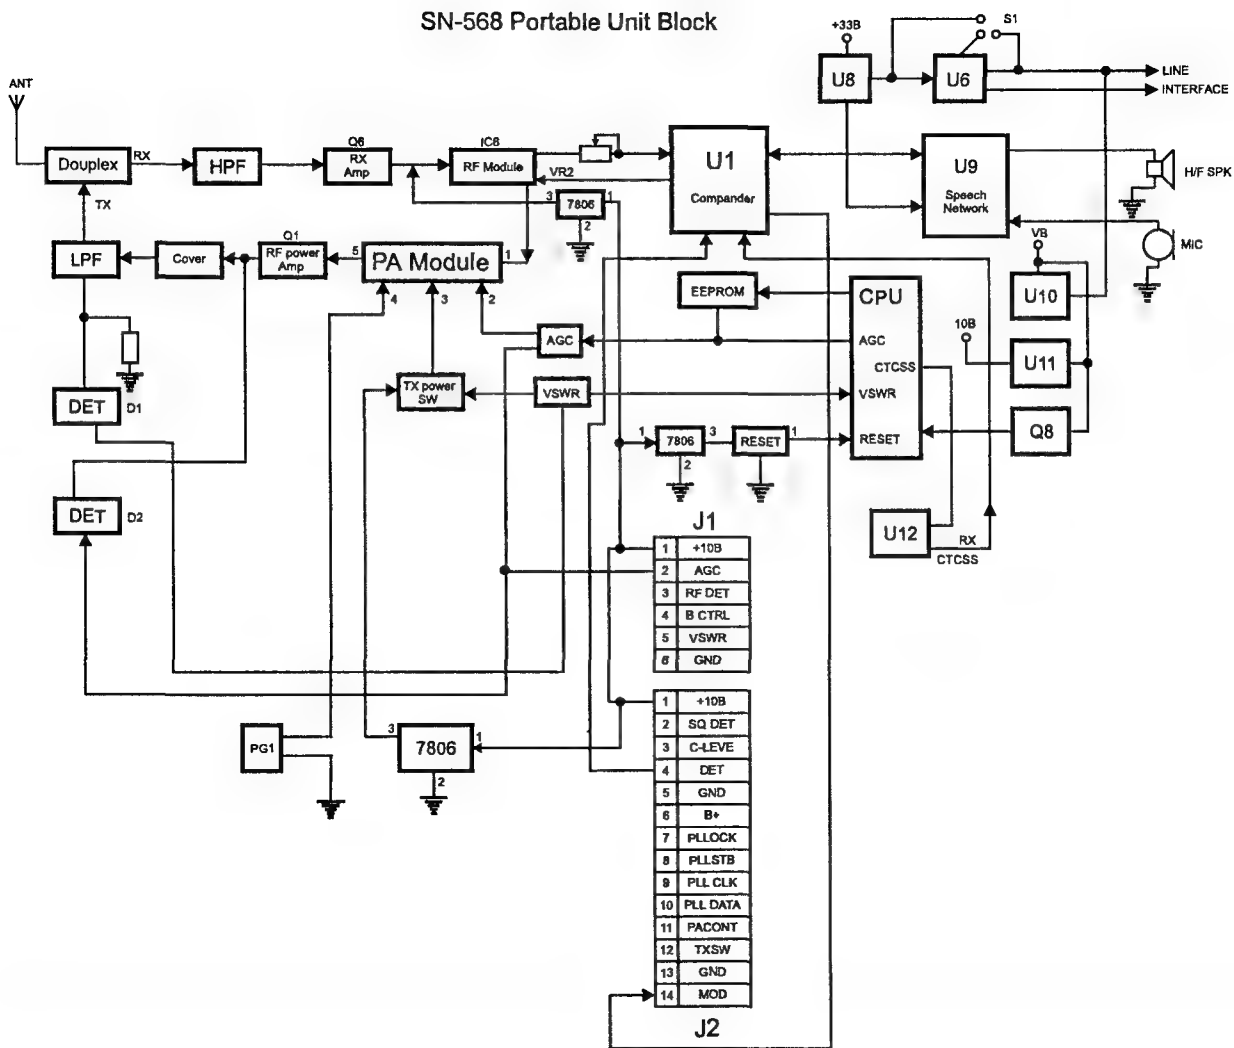 SN-568 Portable Unit Block
ANT
Douplex
RX
TX
HPF
Q6
RX
Amp
IC6
RF Module
VR2
3
7806
1
2
U1
Compander
+33B
U8
S1
U6
LINE
INTERFACE
U9
Speech
Network
H/F SPK
MIC
LPF
Cover
Q1
RF power
Amp
5
PA Module
1
4
3
2
EEPROM
CPU
AGC
CTCSS
VSWR
RESET
VB
U10
10B
U11
Q8
AGC
TX power
SW
VSWR
DET
D1
DET
D2
1
7806
3
2
RESET
1
U12
RX
CTCSS
J1
1 +10B
2 AGC
3 RF DET
4 B CTRL
5 VSWR
6 GND
1 +10B
2 SQ DET
3 C-LEVE
4 DET
5 GND
6 B+
7 PLLOCK
8 PLLSTB
9 PLL CLK
10 PLL DATA
11 PACONT
12 TXSW
13 GND
14 MOD
J2
PG1
3
7806
1
2